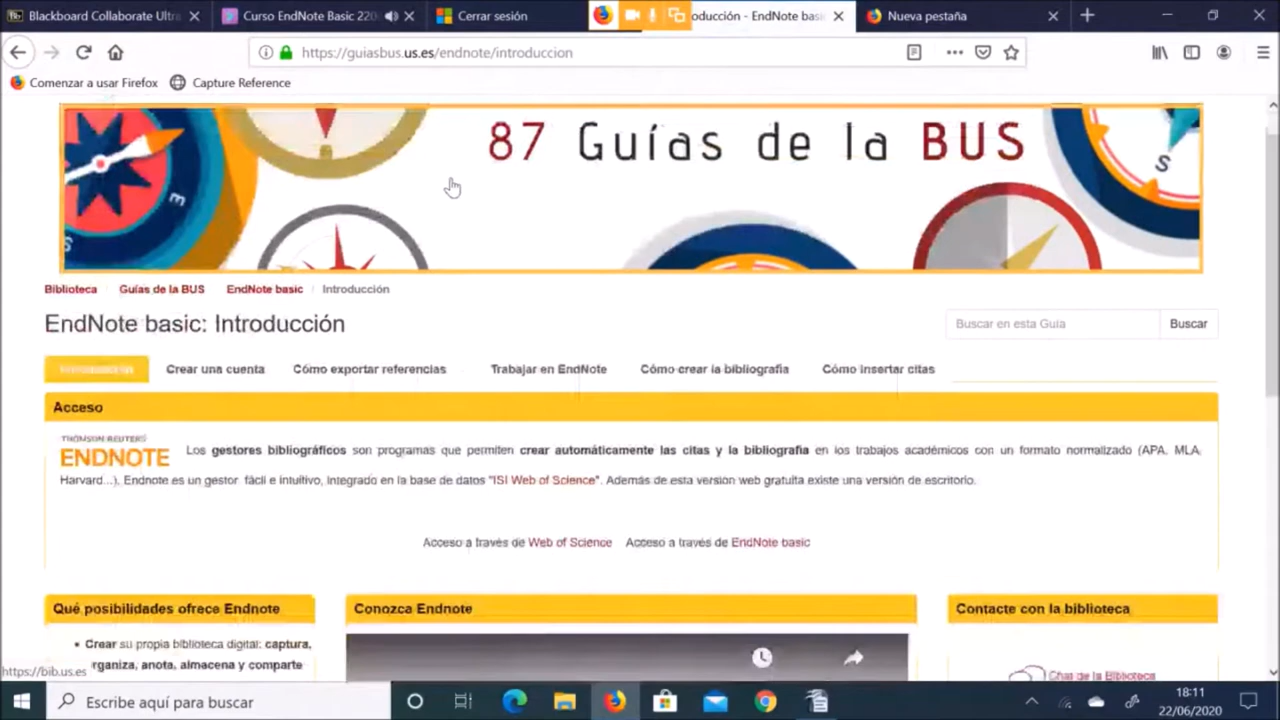 Blackboard Collaborate Ultra
Curso EndNote Basic 220
Cerrar sesión
oducción - EndNote basi
Nueva pestaña
https://guiasbus.us.es/endnote/introduccion
Comenzar a usar Firefox
Capture Reference
87 Guías de la BUS
S
E
S
Biblioteca
Guías de la BUS
EndNote basic
Introducción
EndNote basic: Introducción
Buscar en esta Guía
Buscar
Introducción
Crear una cuenta
Cómo exportar referencias
Trabajar en EndNote
Cómo crear la bibliografía
Cómo insertar citas
Acceso
THOMSON REUTERS
ENDNOTE
Los gestores bibliográficos son programas que permiten crear automáticamente las citas y la bibliografía en los trabajos académicos con un formato normalizado (APA. MLA,
Harvard...). Endnote es un gestor fácil e intuitivo, integrado en la base de datos "ISI Web of Science". Además de esta version web gratuita existe una versión de escritorio.
Acceso a través de Web of Science Acceso a través de EndNote basic
Qué posibilidades ofrece Endnote
Conozca Endnote
Contacte con la biblioteca
• Crear su propia biblioteca digital: captura,
rganiza, anota, almacena y comparte
Chat de la Biblioteca
https://bib.us.es
Escribe aquí para buscar
18:11
22/06/2020